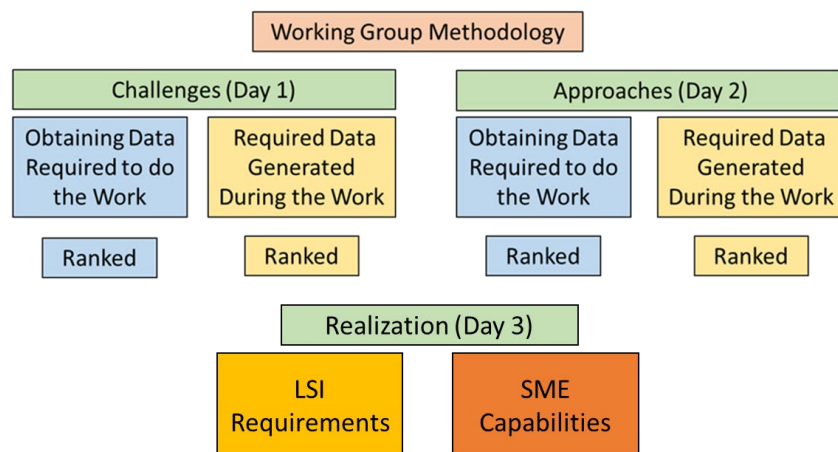 Working Group Methodology
Challenges (Day 1)
Obtaining Data
Required to do
the Work
Required Data
Generated
During the Work
Ranked
Ranked
Approaches (Day 2)
Obtaining Data
Required to do
the Work
Required Data
Generated
During the Work
Ranked
Ranked
Realization (Day 3)
LSI
Requirements
SME
Capabilities